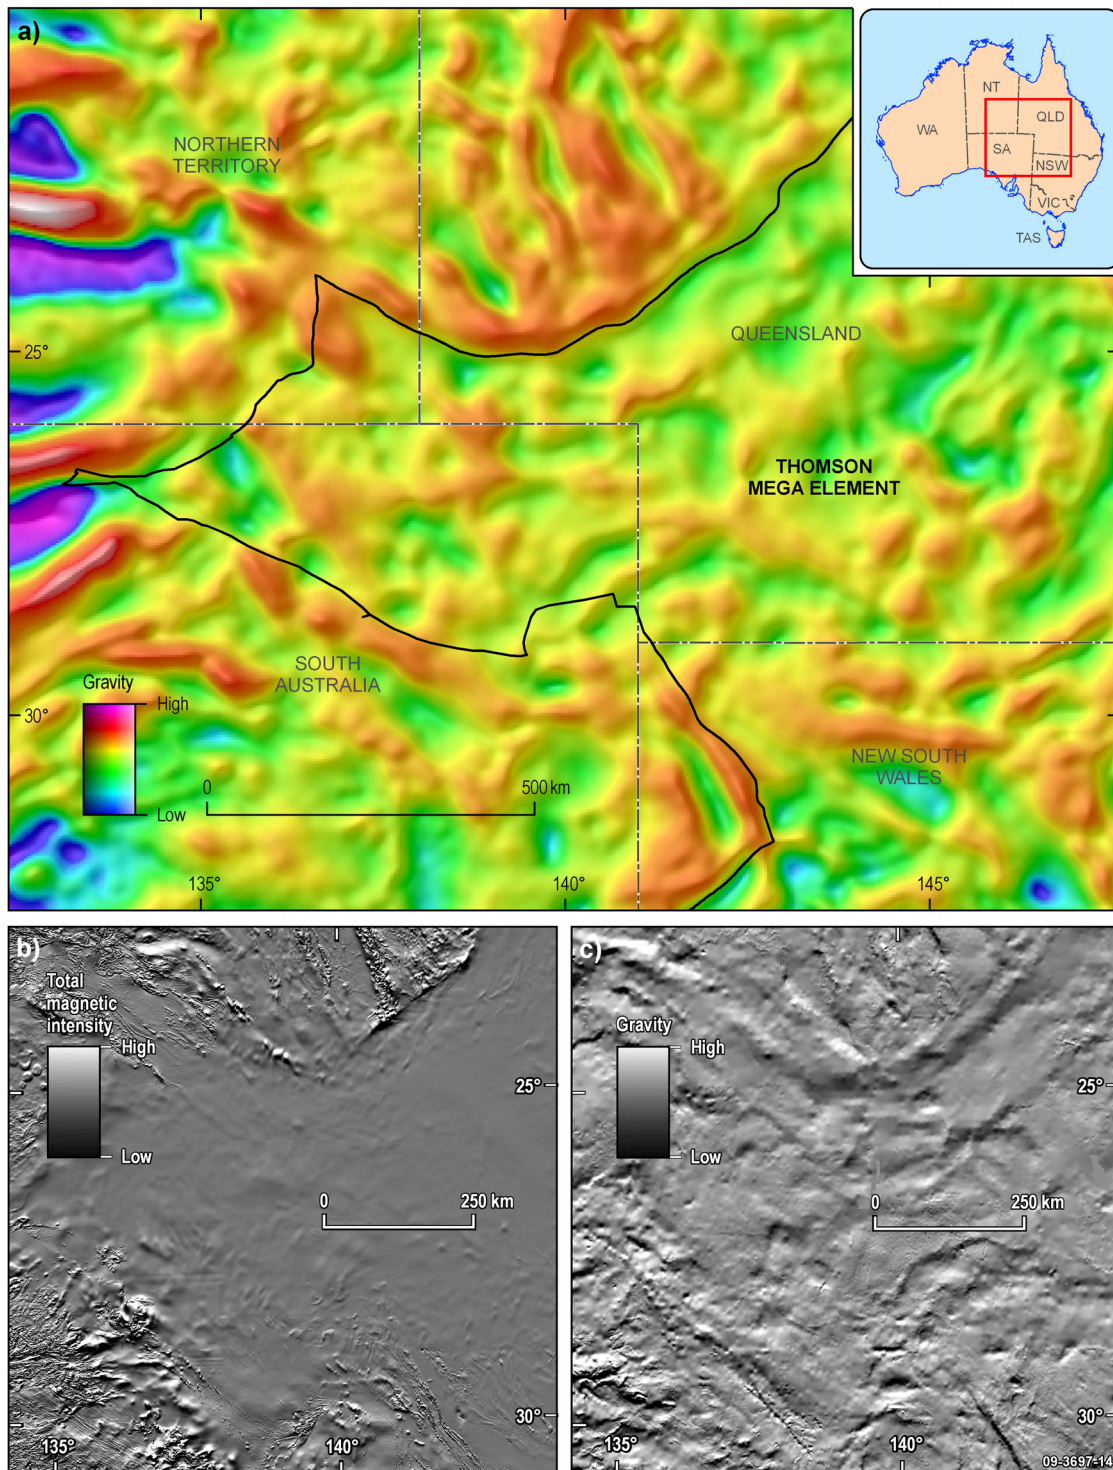 a)
NORTHERN
TERRITORY
QUEENSLAND
THOMSON
MEGA ELEMENT
SOUTH
AUSTRALIA
NEW SOUTH
WALES
25°
30°
135°
140°
145°
Gravity
High
Low
0
500 km
NT
QLD
WA
SA
NSW
VIC
TAS
b)
Total
magnetic
intensity
High
Low
25°
0
250 km
30°
135°
140°
c)
Gravity
High
Low
25°
0
250 km
30°
135°
140°
09-3697-14